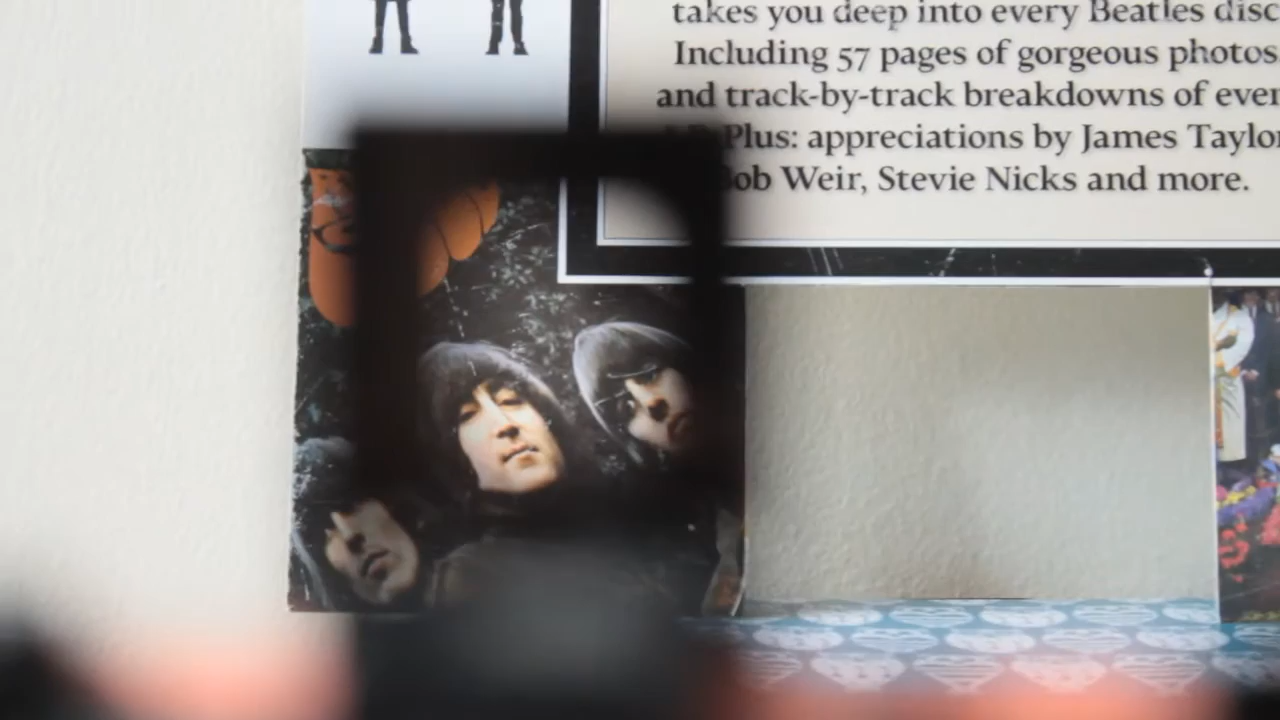 takes you deep into every Beatles disc
Including 57 pages of gorgeous photos
and track-by-track breakdowns of ever
Plus: appreciations by James Taylor
Bob Weir, Stevie Nicks and more.